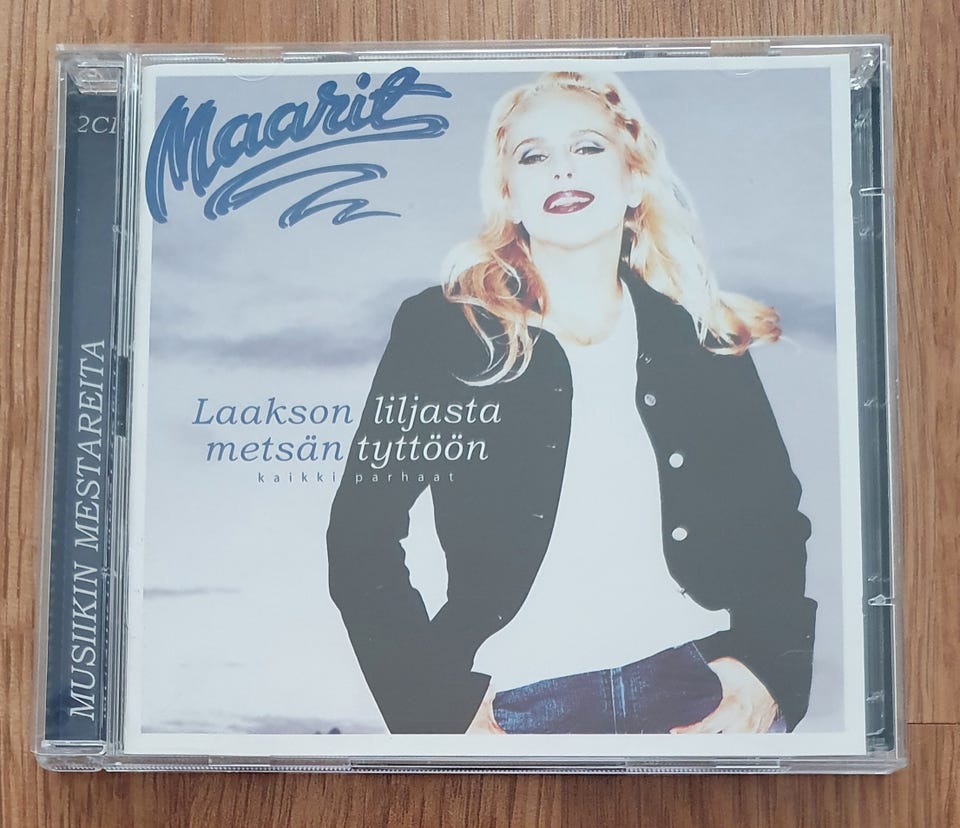 Maarit
Laakson liljasta
metsän tyttöön
kaikki parhaat
MUSIIKIN MESTAREITA